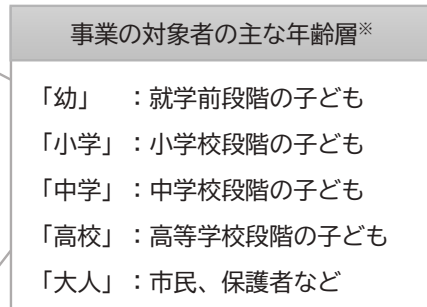 事業の対象者の主な年齢層※
「幼」　：就学前段階の子ども
「小学」：小学校段階の子ども
「中学」：中学校段階の子ども
「高校」：高等学校段階の子ども
「大人」：市民、保護者など